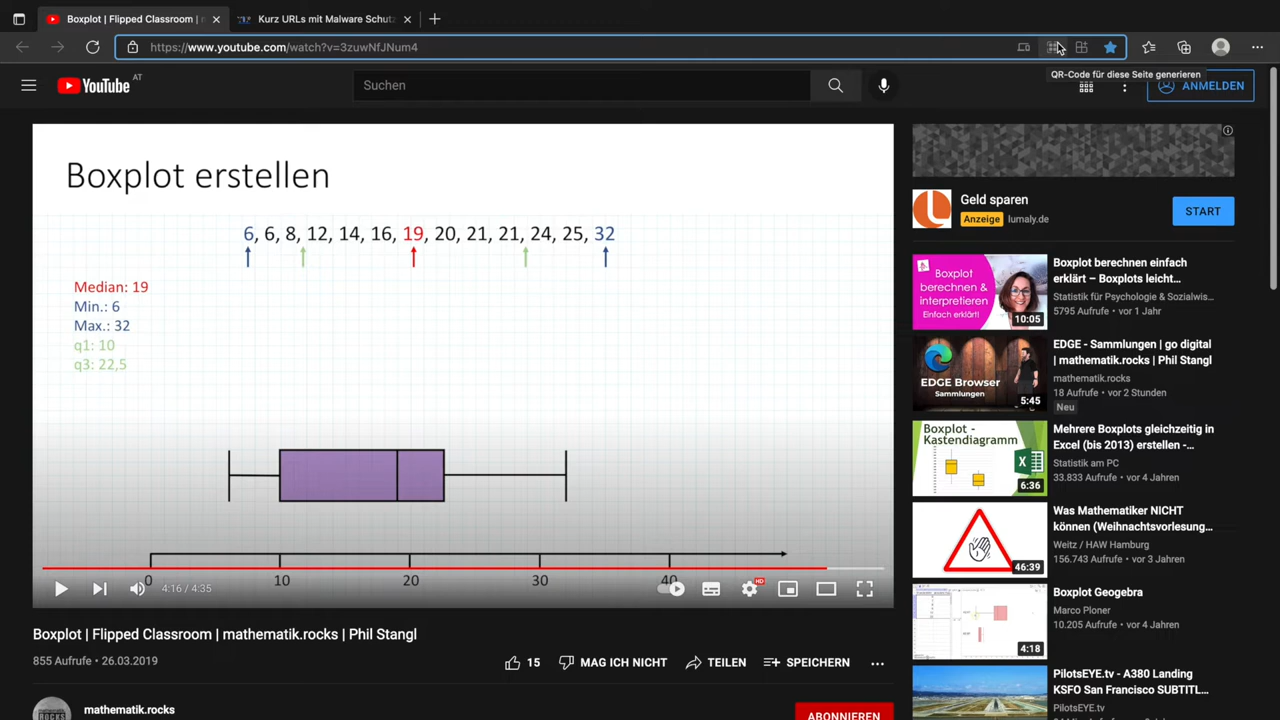 Boxplot | Flipped Classroom |
Kurz URLs mit Malware Schutz
https://www.youtube.com/watch?v=3zuwNfJNum4
QR-Code für diese Seite generieren
YouTube AT
Suchen
ANMELDEN
Boxplot erstellen
6, 6, 8, 12, 14, 16, 19, 20, 21, 21, 24, 25, 32
Median: 19
Min.: 6
Max.: 32
q1: 10
q3: 22,5
0 10 20 30 40
4:16 / 4:35
HD
Boxplot | Flipped Classroom | mathematik.rocks | Phil Stangl
855 Aufrufe • 26.03.2019
15
MAG ICH NICHT
TEILEN
SPEICHERN
mathematik.rocks
ABONNIEREN
Geld sparen
Anzeige lumaly.de
START
Boxplot
berechnen &
interpretieren
Einfach erklärt!
10:05
Boxplot berechnen einfach
erklärt – Boxplots leicht…
Statistik für Psychologie & Sozialwis…
5795 Aufrufe • vor 1 Jahr
EDGE Browser
Sammlungen
5:45
EDGE - Sammlungen | go digital
| mathematik.rocks | Phil Stangl
mathematik.rocks
18 Aufrufe • vor 2 Stunden
Neu
Boxplot -
Kastendiagramm
6:36
Mehrere Boxplots gleichzeitig in
Excel (bis 2013) erstellen -…
Statistik am PC
33.833 Aufrufe • vor 4 Jahren
46:39
Was Mathematiker NICHT
können (Weihnachtsvorlesung…
Weitz / HAW Hamburg
156.743 Aufrufe • vor 3 Jahren
4:18
Boxplot Geogebra
Marco Ploner
10.205 Aufrufe • vor 4 Jahren
PilotsEYE.tv - A380 Landing
KSFO San Francisco SUBTITL…
PilotsEYE.tv